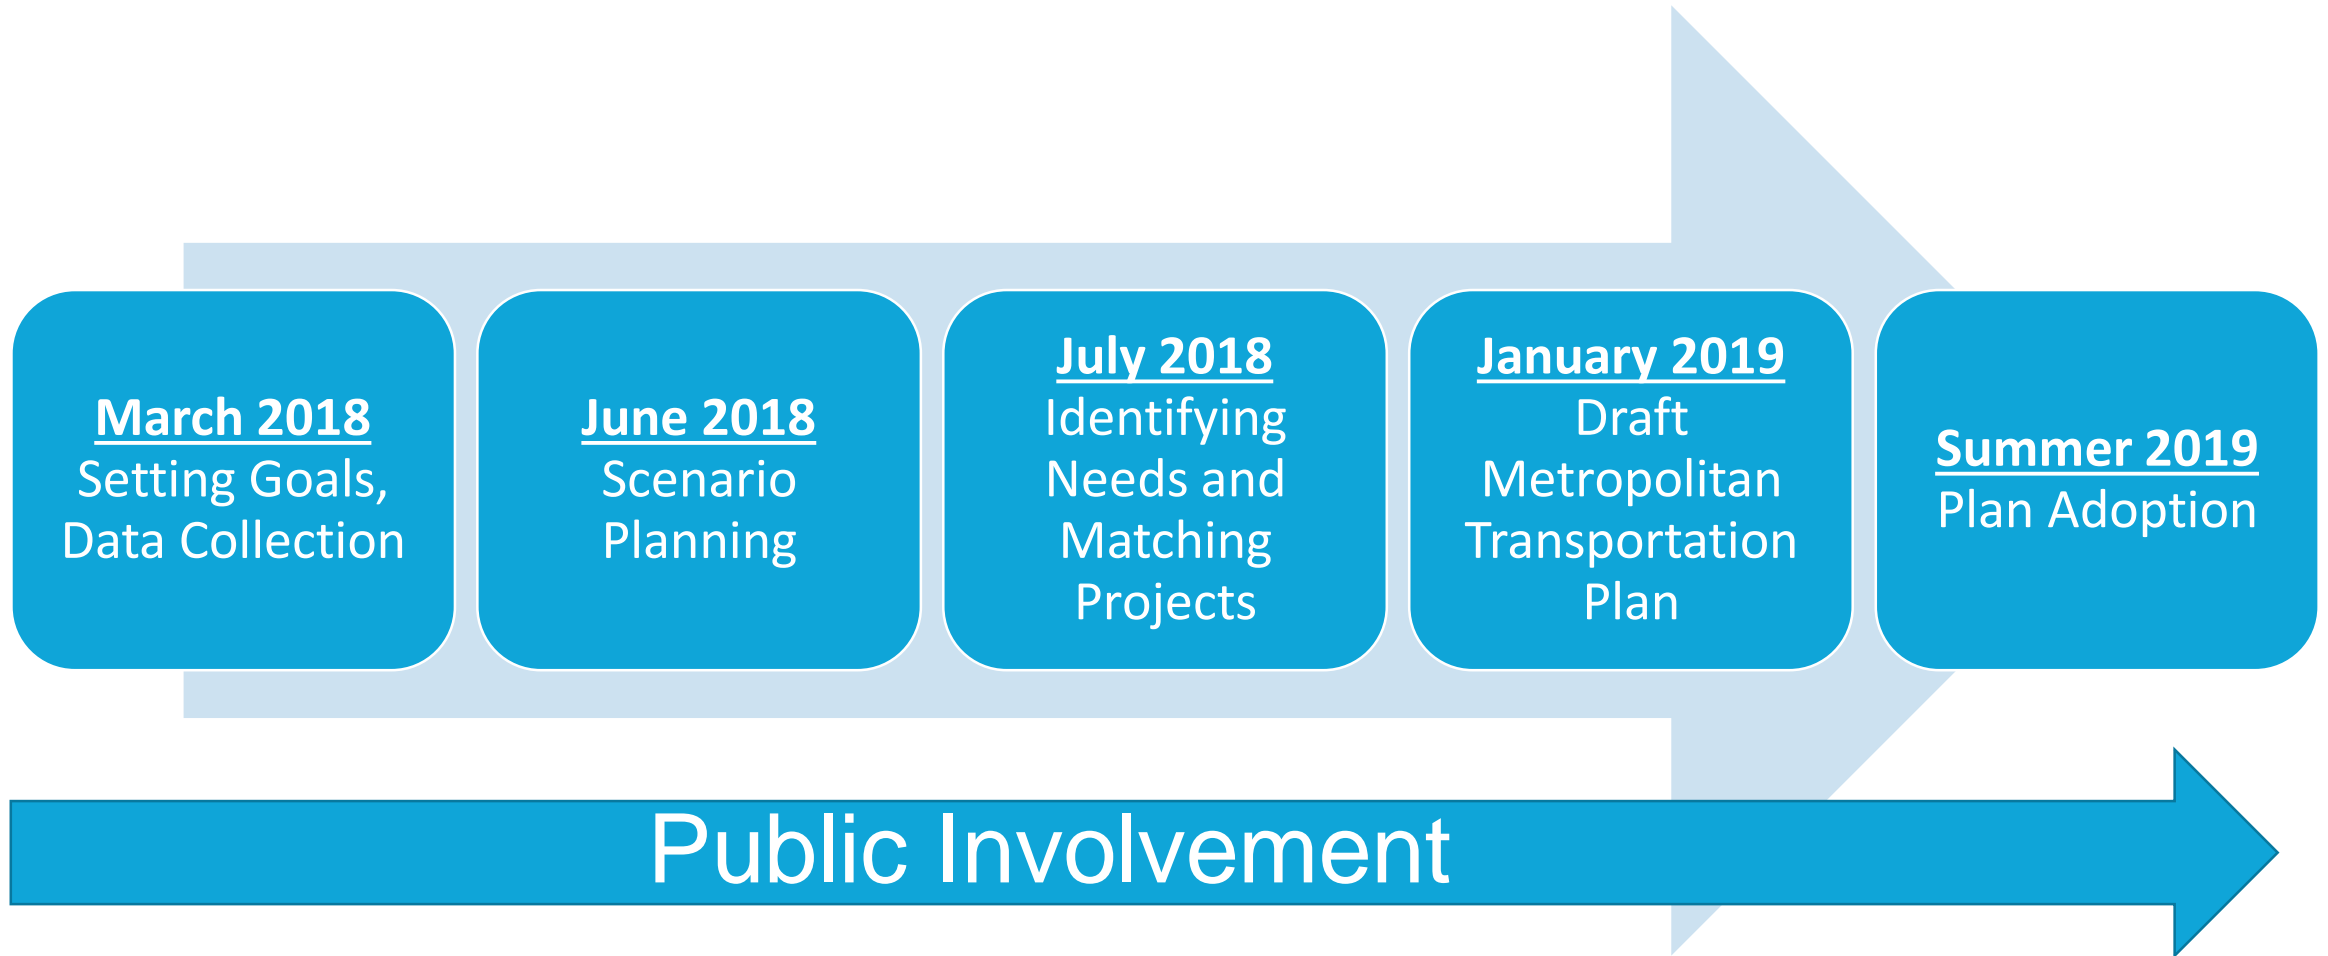 March 2018
Setting Goals,
Data Collection
June 2018
Scenario
Planning
July 2018
Identifying
Needs and
Matching
Projects
January 2019
Draft
Metropolitan
Transportation
Plan
Summer 2019
Plan Adoption
Public Involvement